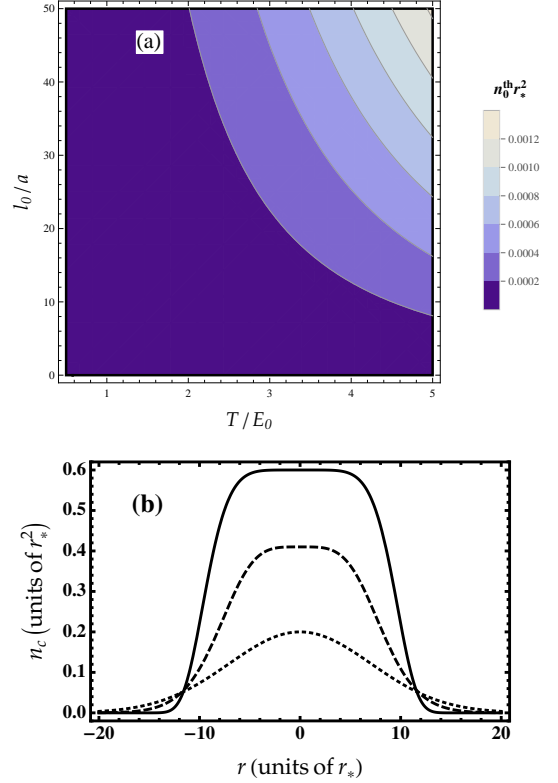 (a)
50
40
30
20
10
0
l₀/a
1 2 3 4 5
T/E₀
n₀ᵗʰ r*²
0.0012
0.0010
0.0008
0.0006
0.0004
0.0002
(b)
0.6
0.5
0.4
0.3
0.2
0.1
0.0
n_c (units of r*²)
−20 −10 0 10 20
r (units of r*)